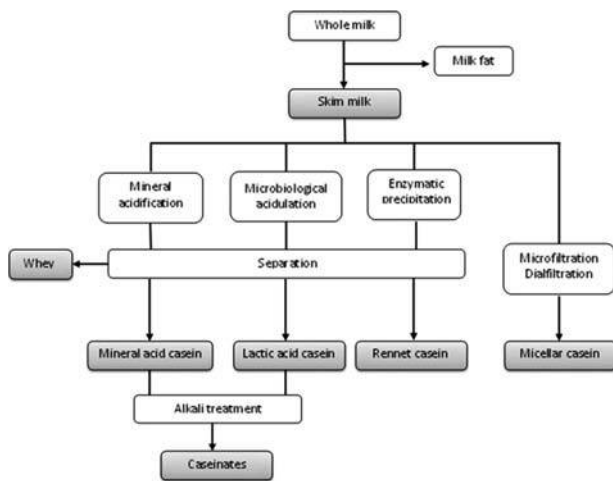 Whole milk
Milk fat
Skim milk
Mineral
acidification
Microbiological
acidulation
Enzymatic
precipitation
Whey
Separation
Microfiltration
Dialfiltration
Mineral acid casein
Lactic acid casein
Rennet casein
Micellar casein
Alkali treatment
Caseinates